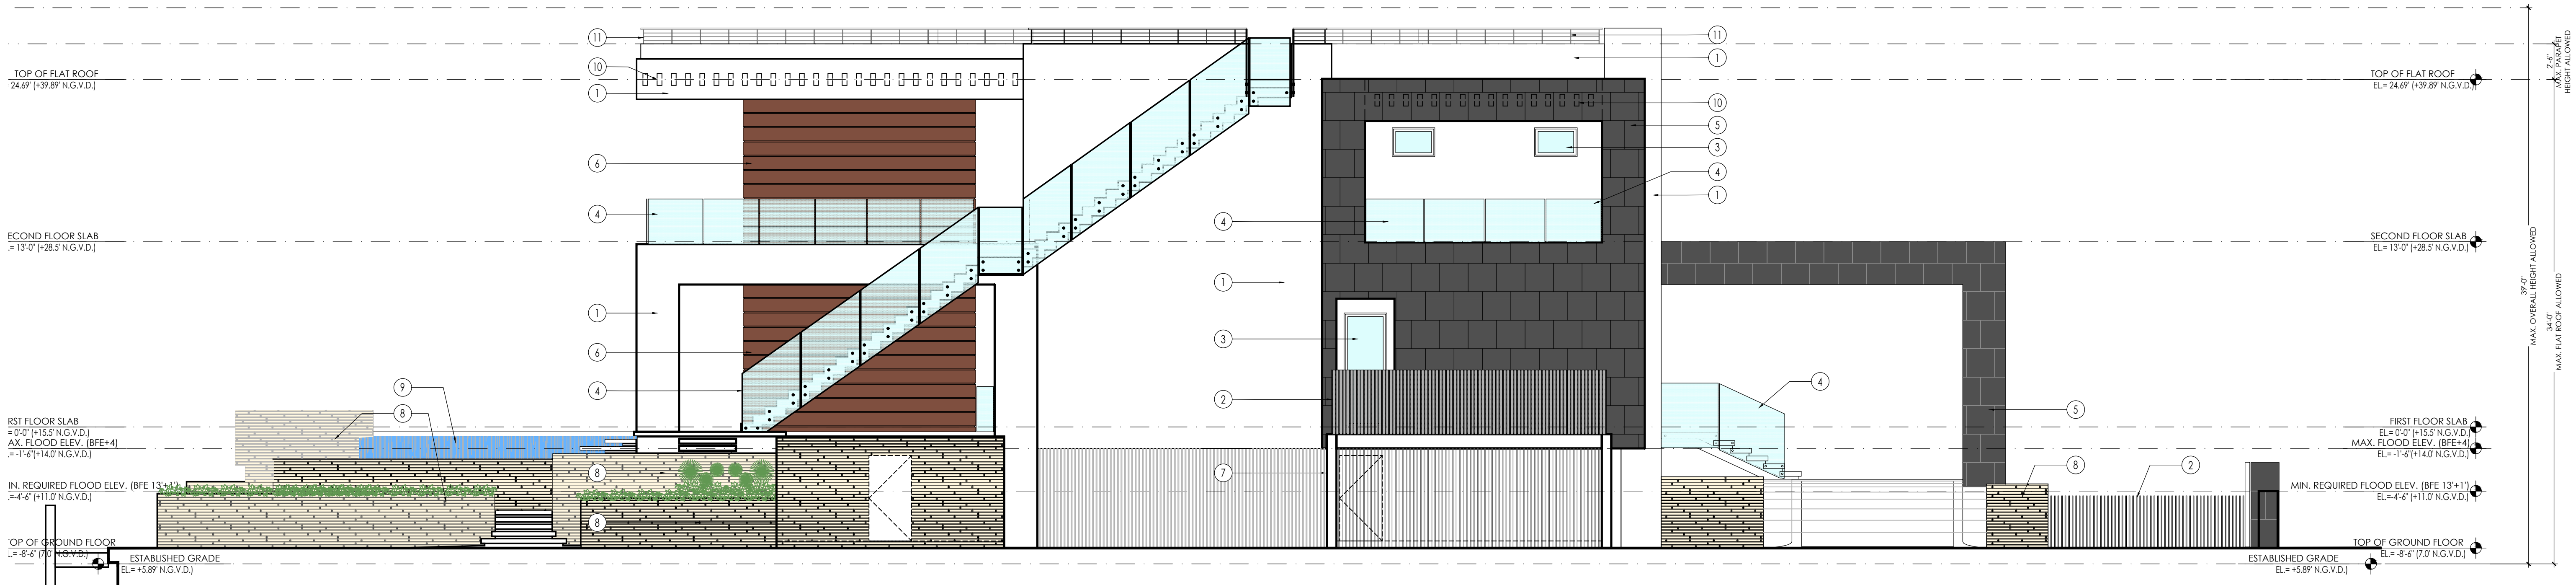 TOP OF FLAT ROOF
24.69' (+39.89' N.G.V.D.)
ECOND FLOOR SLAB
.= 13'-0" (+28.5' N.G.V.D.)
RST FLOOR SLAB
= 0'-0" (+15.5' N.G.V.D.)
AX. FLOOD ELEV. (BFE+4)
.= -1'-6"(+14.0' N.G.V.D.)
IN. REQUIRED FLOOD ELEV. (BFE 13'+1')
.=-4'-6" (+11.0' N.G.V.D.)
TOP OF GROUND FLOOR
.= -8'-6" (7.0' N.G.V.D.)
ESTABLISHED GRADE
EL.= +5.89' N.G.V.D.)
9
8
8
8
11
10
1
6
4
1
6
4
4
1
3
2
7
11
1
10
5
3
4
1
4
5
8
2
TOP OF FLAT ROOF
EL.= 24.69' (+39.89' N.G.V.D.)
SECOND FLOOR SLAB
EL.= 13'-0" (+28.5' N.G.V.D.)
FIRST FLOOR SLAB
EL.= 0'-0" (+15.5' N.G.V.D.)
MAX. FLOOD ELEV. (BFE+4)
EL.= -1'-6"(+14.0' N.G.V.D.)
MIN. REQUIRED FLOOD ELEV. (BFE 13'+1')
EL.=-4'-6" (+11.0' N.G.V.D.)
TOP OF GROUND FLOOR
EL.= -8'-6" (7.0' N.G.V.D.)
ESTABLISHED GRADE
EL.= +5.89' N.G.V.D.)
39'-0"
MAX. OVERALL HEIGHT ALLOWED
34'-0"
MAX. FLAT ROOF ALLOWED
2'-6"
MAX. PARAPET
HEIGHT ALLOWED